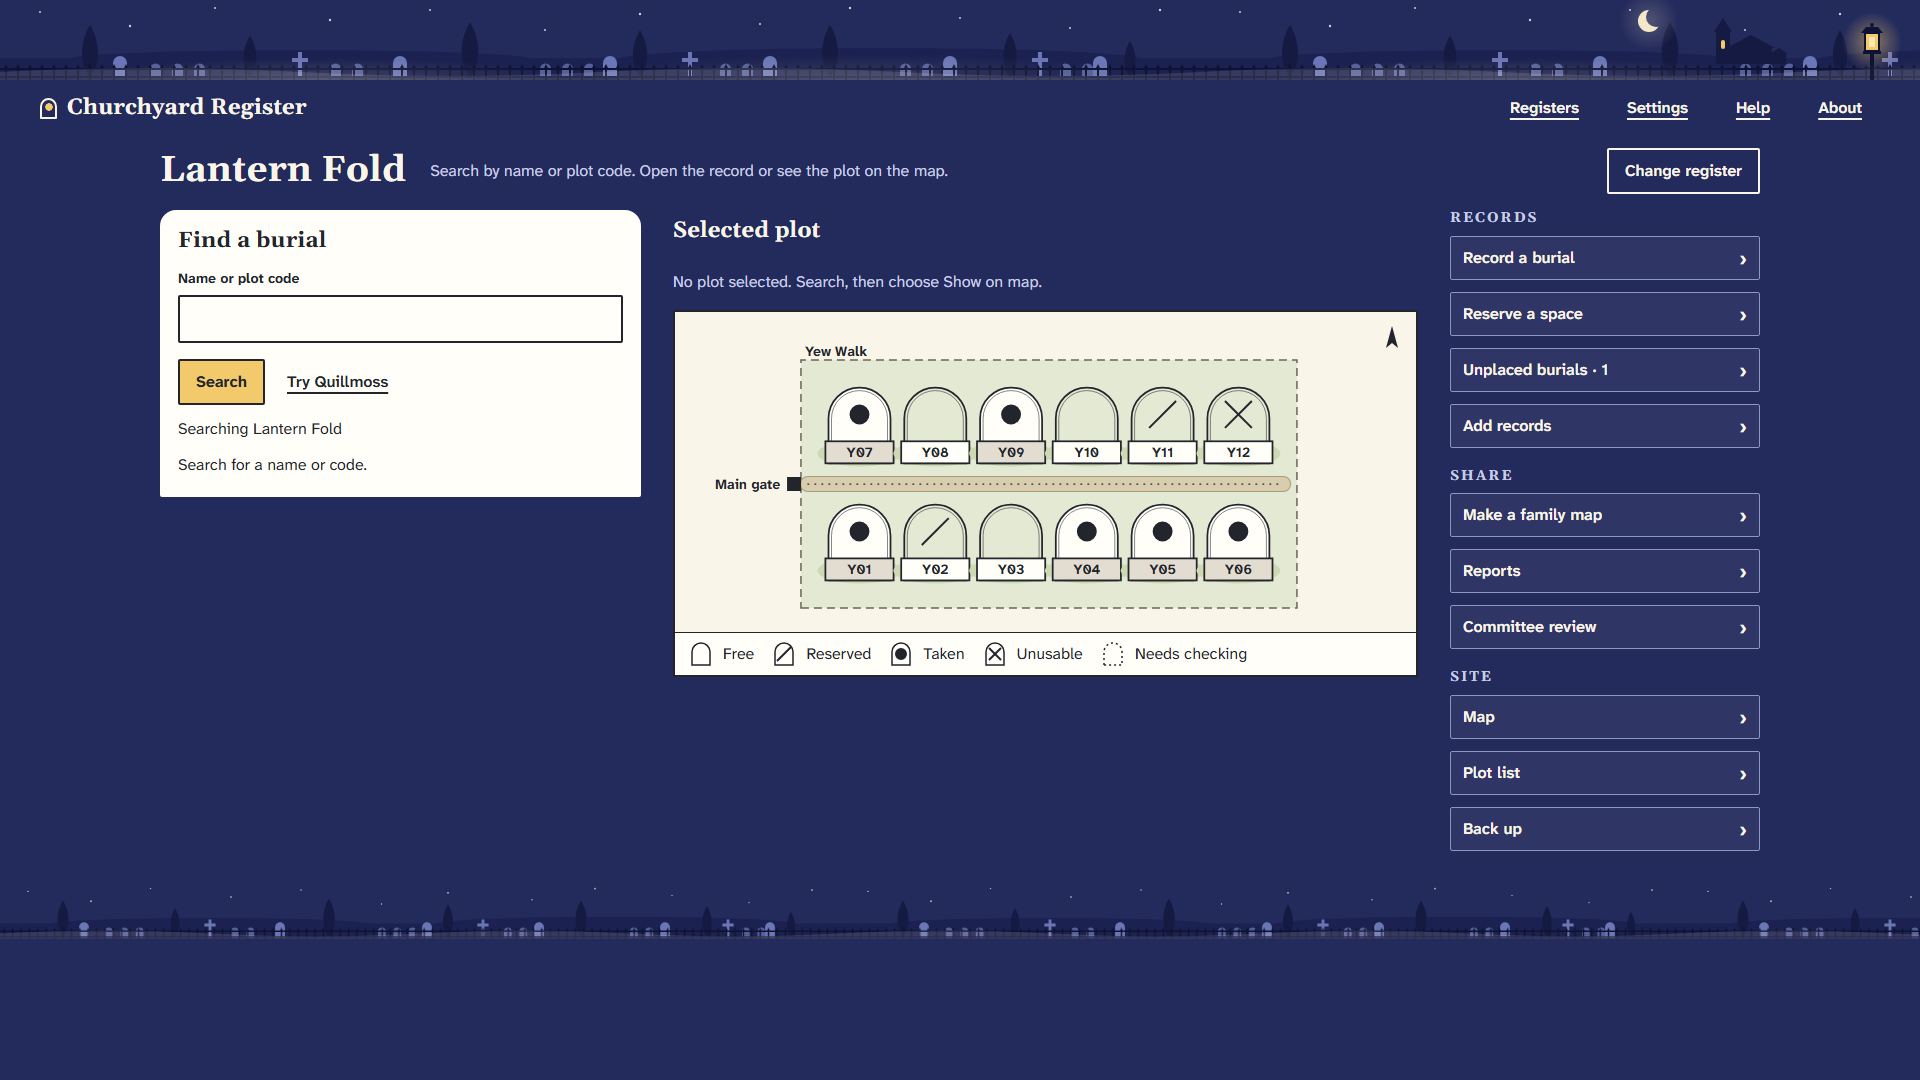 Churchyard Register
Registers
Settings
Help
About
Lantern Fold
Search by name or plot code. Open the record or see the plot on the map.
Change register
Find a burial
Name or plot code
Search
Try Quillmoss
Searching Lantern Fold
Search for a name or code.
Selected plot
No plot selected. Search, then choose Show on map.
Yew Walk
Y07 Y08 Y09 Y10 Y11 Y12
Main gate
Y01 Y02 Y03 Y04 Y05 Y06
Free Reserved Taken Unusable Needs checking
RECORDS
Record a burial ›
Reserve a space ›
Unplaced burials · 1 ›
Add records ›
SHARE
Make a family map ›
Reports ›
Committee review ›
SITE
Map ›
Plot list ›
Back up ›